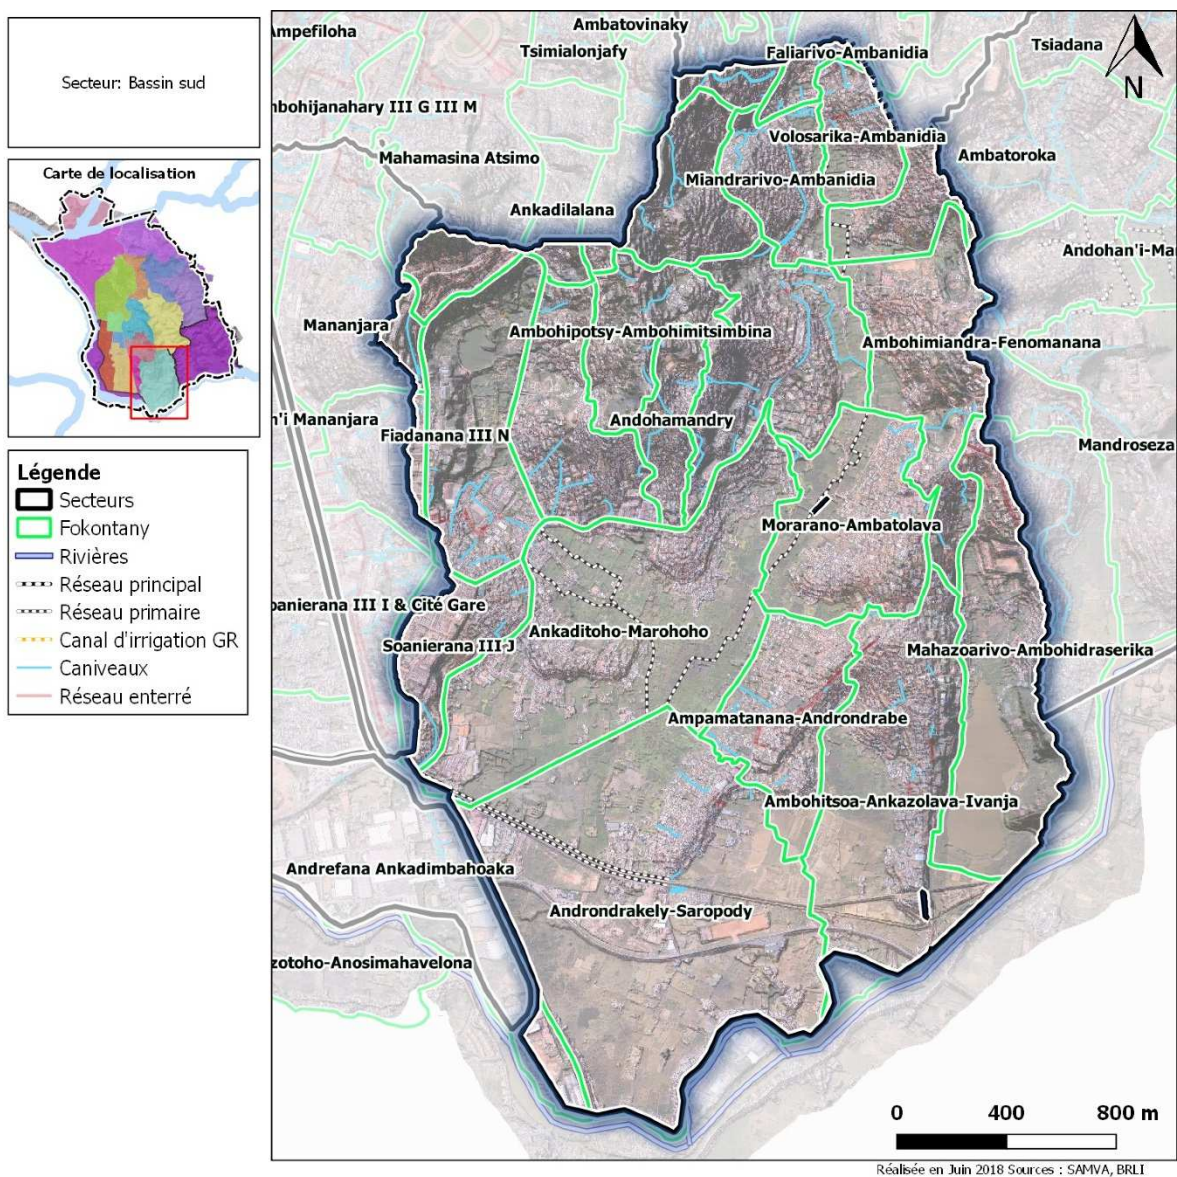 Secteur: Bassin sud
Carte de localisation
Légende
Secteurs
Fokontany
Rivières
Réseau principal
Réseau primaire
Canal d'irrigation GR
Caniveaux
Réseau enterré
Ampefiloha
Ambatovinaky
Tsimialonjafy
Faliarivo-Ambanidia
Tsiadana
N
mbohijanahary III G III M
Volosarika-Ambanidia
Mahamasina Atsimo
Ambatoroka
Miandrarivo-Ambanidia
Ankadilalana
Andohan'i-Mar
Mananjara
Ambohipotsy-Ambohimitsimbina
Ambohimiandra-Fenomanana
n'i Mananjara
Andohamandry
Fiadanana III N
Mandroseza
Morarano-Ambatolava
oanierana III I & Cité Gare
Ankaditoho-Marohoho
Soanierana III J
Mahazoarivo-Ambohidraserika
Ampamatanana-Androndrabe
Ambohitsoa-Ankazolava-Ivanja
Andrefana Ankadimbahoaka
Androndrakely-Saropody
zotoho-Anosimahavelona
0 400 800 m
Réalisée en Juin 2018 Sources : SAMVA, BRLI